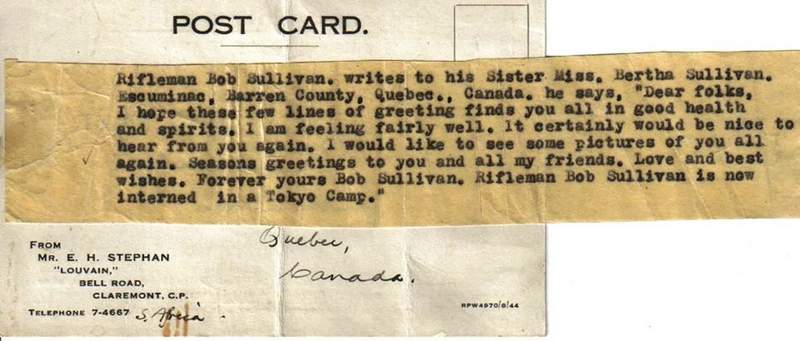 POST CARD.
Rifleman Bob Sullivan. writes to his Sister Miss. Bertha Sullivan.
Escuminac, Barren County, Quebec., Canada. he says, "Dear folks,
I hope these few lines of greeting finds you all in good health
and spirits. I am feeling fairly well. It certainly would be nice to
hear from you again. I would like to see some pictures of you all
again. Seasons greetings to you and all my friends. Love and best
wishes. Forever yours Bob Sullivan. Rifleman Bob Sullivan is now
interned in a Tokyo Camp."
Quebec,
Canada.
FROM
MR. E. H. STEPHAN
"LOUVAIN,"
BELL ROAD,
CLAREMONT, C.P.
TELEPHONE 7-4667 S. Africa.
RPW4970/8/44